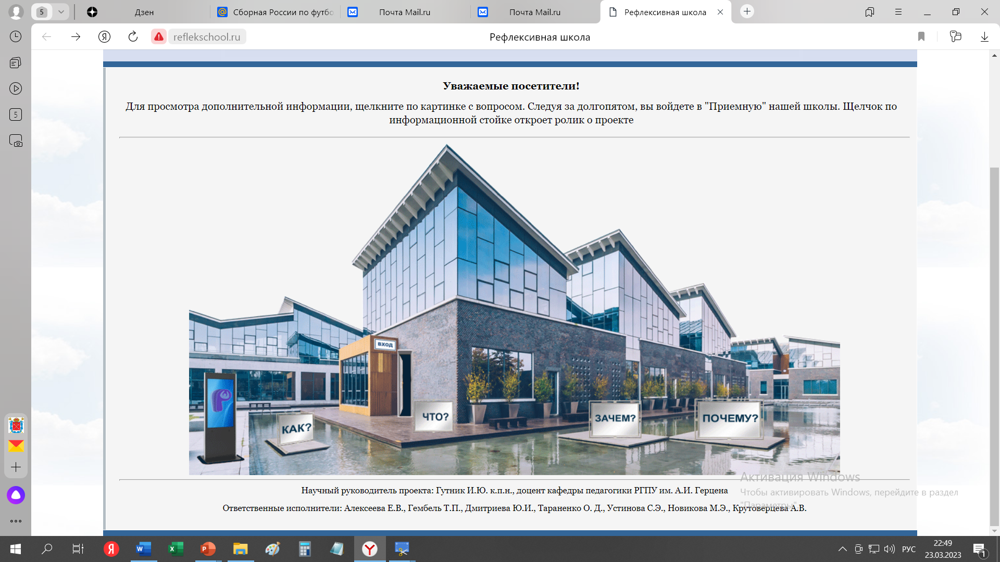 5
Дзен
Сборная России по футбо
Почта Mail.ru
Почта Mail.ru
Рефлексивная школа
Я
reflekschool.ru
Рефлексивная школа
5
Уважаемые посетители!
Для просмотра дополнительной информации, щелкните по картинке с вопросом. Следуя за долгопятом, вы войдете в "Приемную" нашей школы. Щелчок по
информационной стойке откроет ролик о проекте
ВХОД
КАК?
ЧТО?
ЗАЧЕМ?
ПОЧЕМУ?
Научный руководитель проекта: Гутник И.Ю. к.п.н., доцент кафедры педагогики РГПУ им. А.И. Герцена
Ответственные исполнители: Алексеева Е.В., Гембель Т.П., Дмитриева Ю.И., Тараненко О. Д., Устинова С.Э., Новикова М.Э., Крутоверцева А.В.
Активация Windows
Чтобы активировать Windows, перейдите в раздел
"Параметры".
РУС
22:49
23.03.2023
1